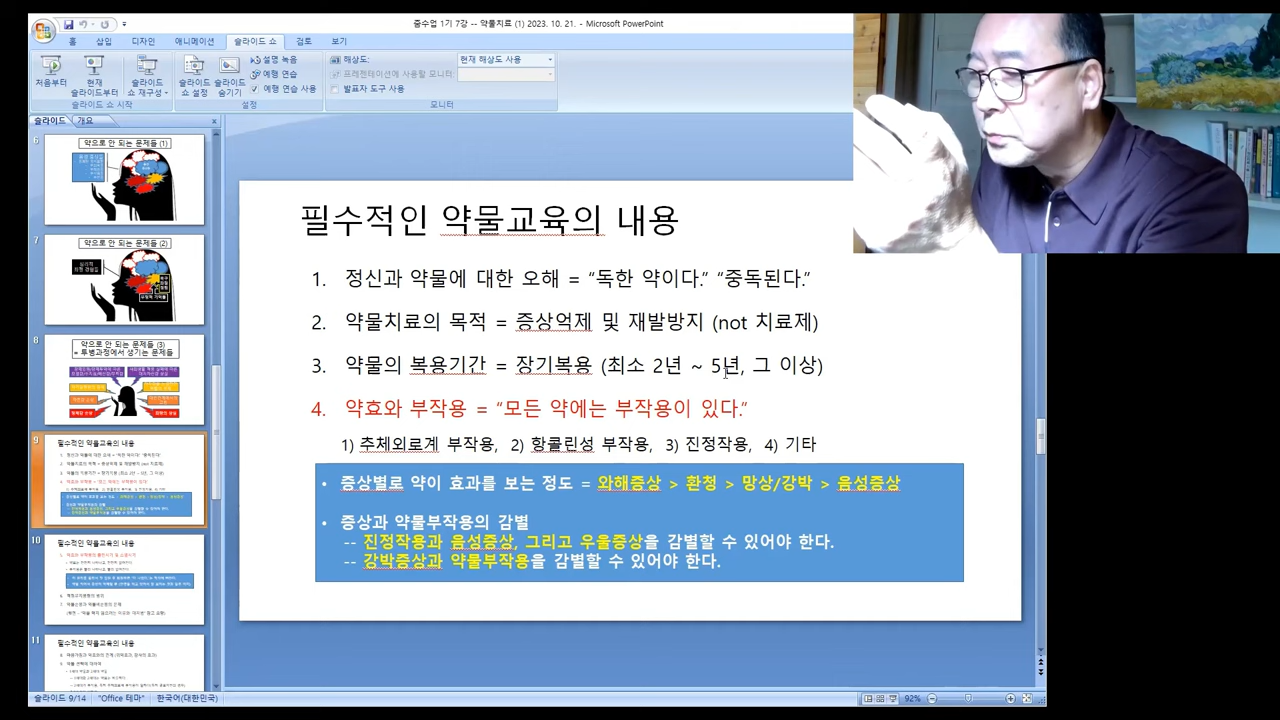 중수업 1기 7강 -- 약물치료 (1) 2023. 10. 21. - Microsoft PowerPoint
홈 삽입 디자인 애니메이션 슬라이드 쇼 검토 보기
처음부터
현재
슬라이드부터
슬라이드
쇼 재구성
슬라이드 쇼 시작
슬라이드
쇼 설정
슬라이드
숨기기
설명 녹음
예행 연습
예행 연습 사용
설정
해상도: 현재 해상도 사용
프레젠테이션에 사용할 모니터:
발표자 도구 사용
모니터
슬라이드 개요
6
약으로 안 되는 문제들 (1)
7
약으로 안 되는 문제들 (2)
8
약으로 안 되는 문제들 (3)
= 투병과정에서 생기는 문제들
9
필수적인 약물교육의 내용
10
필수적인 약물교육의 내용
11
필수적인 약물교육의 내용
필수적인 약물교육의 내용
1. 정신과 약물에 대한 오해 = “독한 약이다.” “중독된다.”
2. 약물치료의 목적 = 증상억제 및 재발방지 (not 치료제)
3. 약물의 복용기간 = 장기복용 (최소 2년 ~ 5년, 그 이상)
4. 약효와 부작용 = “모든 약에는 부작용이 있다.”
1) 추체외로계 부작용, 2) 항콜린성 부작용, 3) 진정작용, 4) 기타
• 증상별로 약이 효과를 보는 정도 = 와해증상 > 환청 > 망상/강박 > 음성증상
• 증상과 약물부작용의 감별
-- 진정작용과 음성증상, 그리고 우울증상을 감별할 수 있어야 한다.
-- 강박증상과 약물부작용을 감별할 수 있어야 한다.
슬라이드 9/14 "Office 테마" 한국어(대한민국) 92%